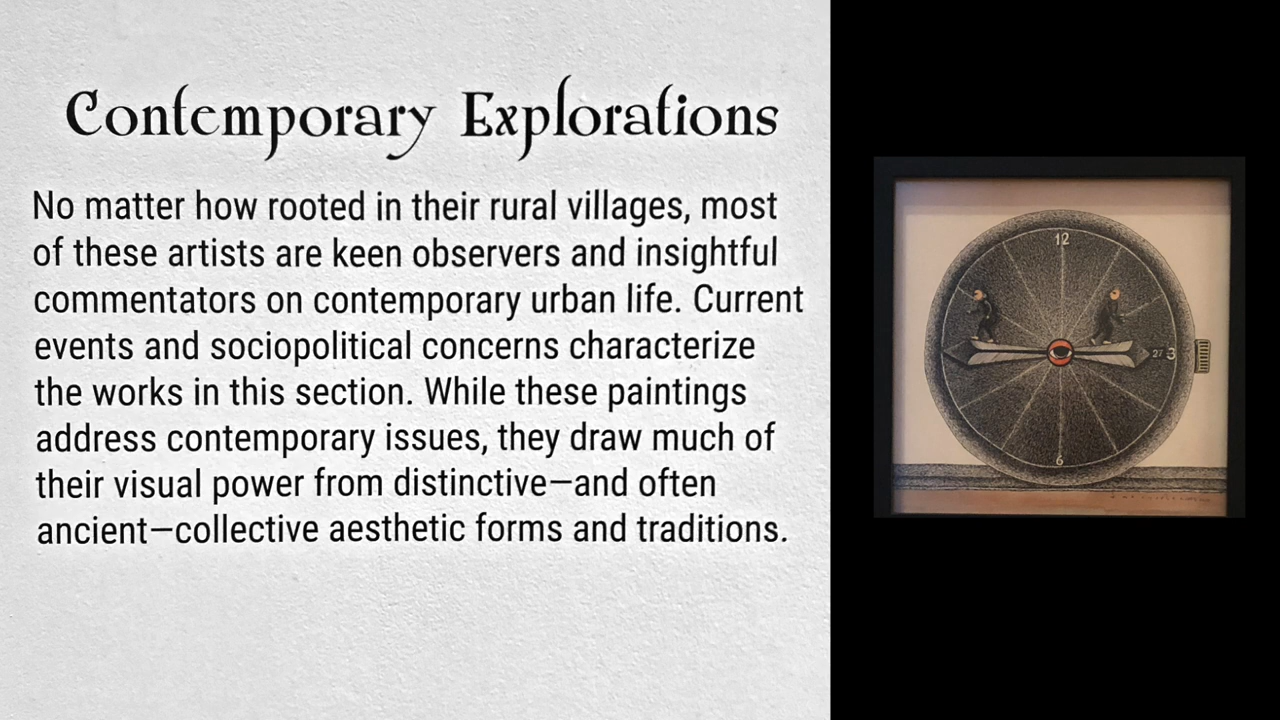 Contemporary Explorations
No matter how rooted in their rural villages, most
of these artists are keen observers and insightful
commentators on contemporary urban life. Current
events and sociopolitical concerns characterize
the works in this section. While these paintings
address contemporary issues, they draw much of
their visual power from distinctive—and often
ancient—collective aesthetic forms and traditions.
12
27 3
6